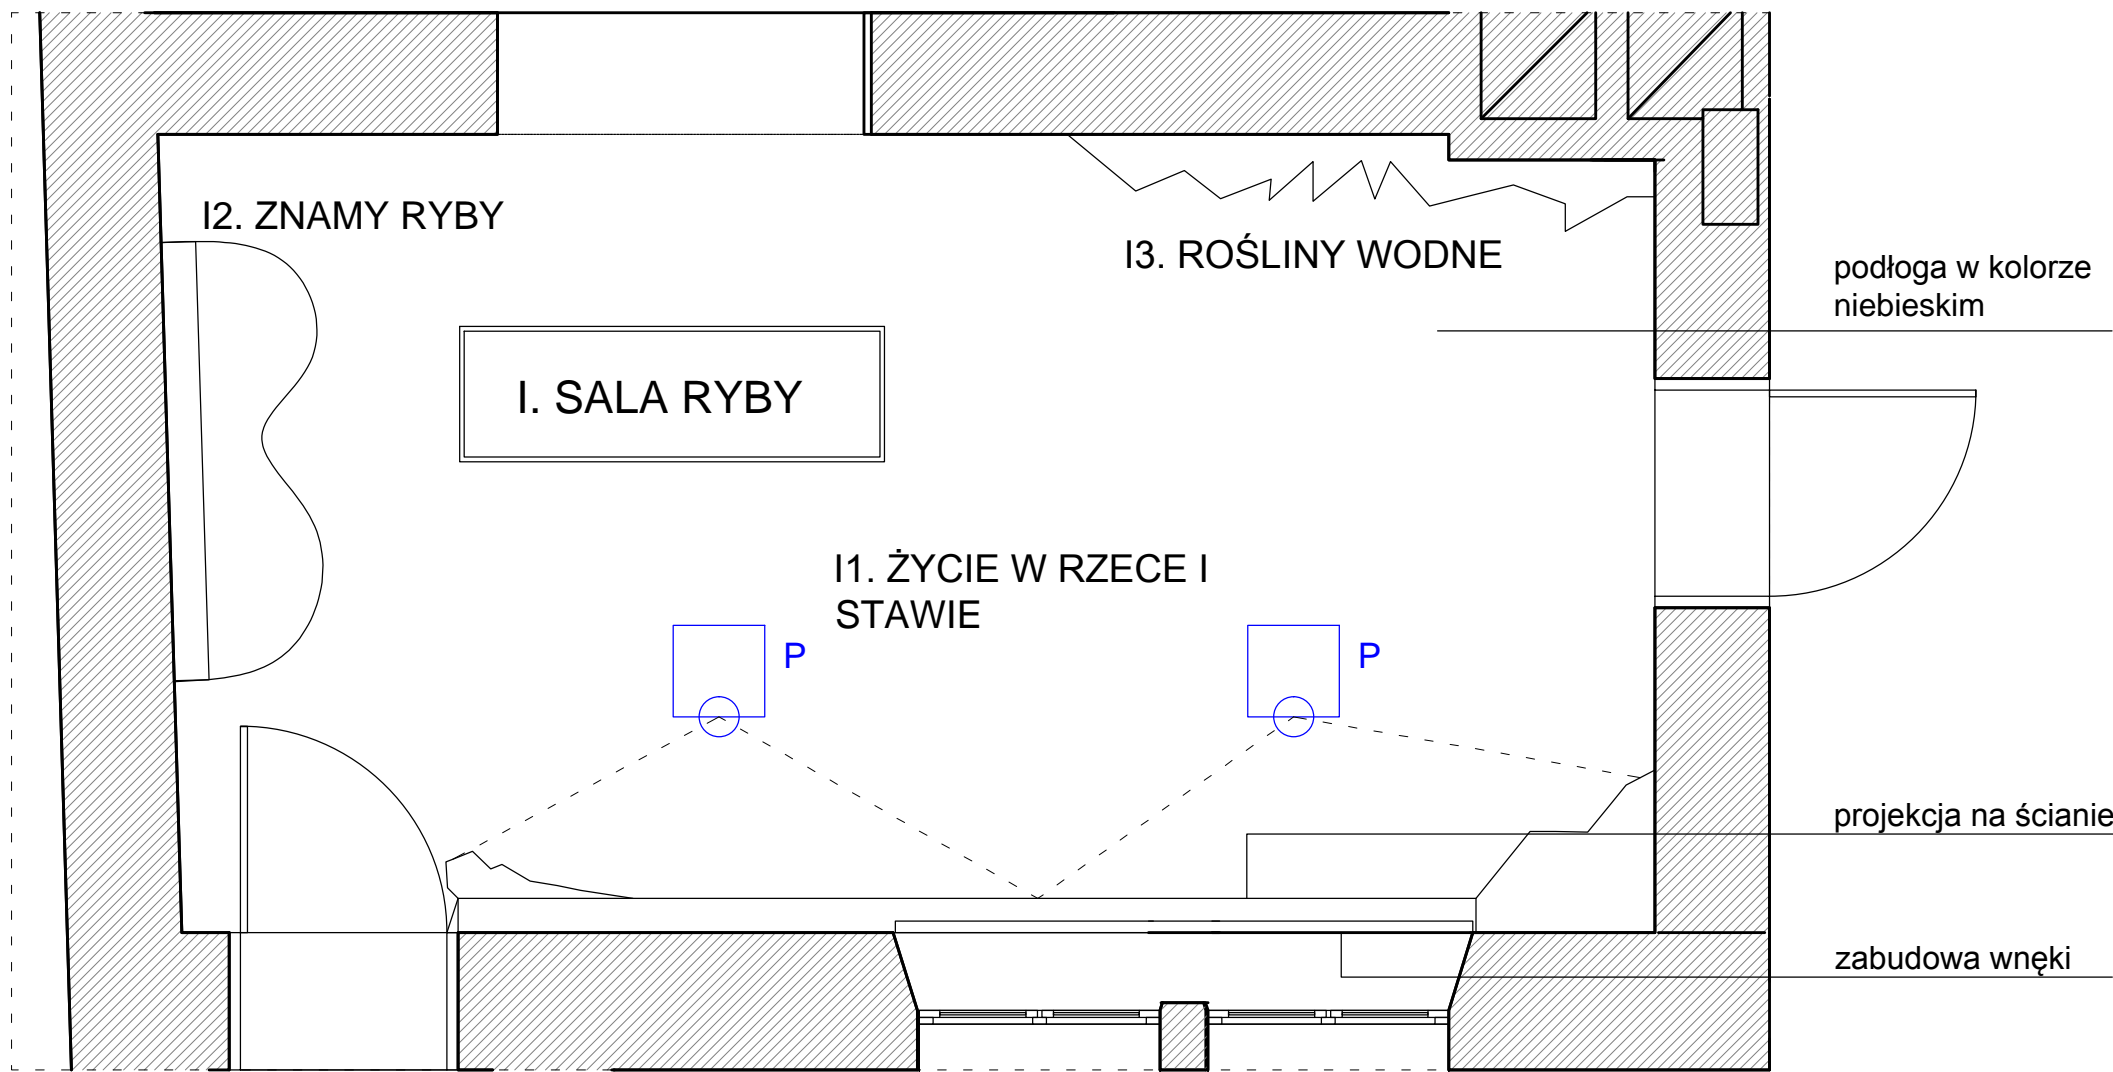 I2. ZNAMY RYBY
I3. ROŚLINY WODNE
podłoga w kolorze
niebieskim
I. SALA RYBY
I1. ŻYCIE W RZECE I
STAWIE
P
P
projekcja na ścianie
zabudowa wnęki